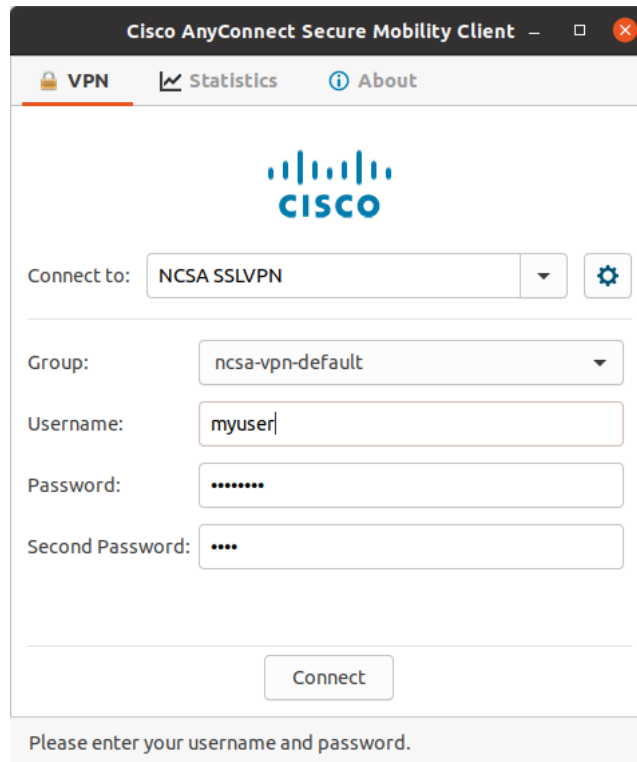 Cisco AnyConnect Secure Mobility Client
VPN Statistics About
CISCO
Connect to: NCSA SSLVPN
Group: ncsa-vpn-default
Username: myuser
Password: ••••••••
Second Password: ••••
Connect
Please enter your username and password.